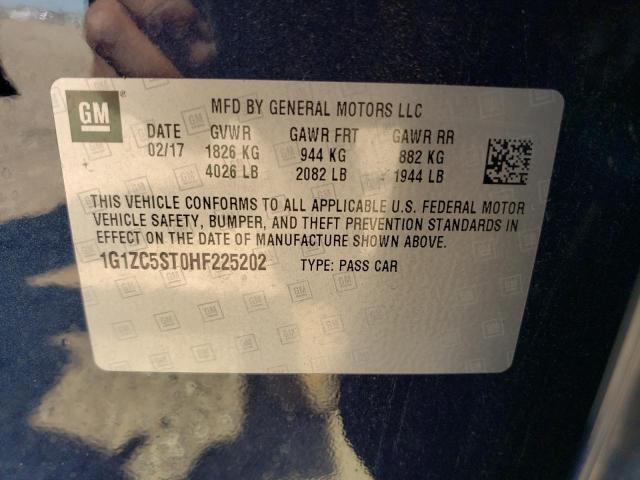 GM
MFD BY GENERAL MOTORS LLC
DATE GVWR GAWR FRT GAWR RR
02/17 1826 KG 944 KG 882 KG
4026 LB 2082 LB 1944 LB
THIS VEHICLE CONFORMS TO ALL APPLICABLE U.S. FEDERAL MOTOR
VEHICLE SAFETY, BUMPER, AND THEFT PREVENTION STANDARDS IN
EFFECT ON THE DATE OF MANUFACTURE SHOWN ABOVE.
1G1ZC5ST0HF225202 TYPE: PASS CAR